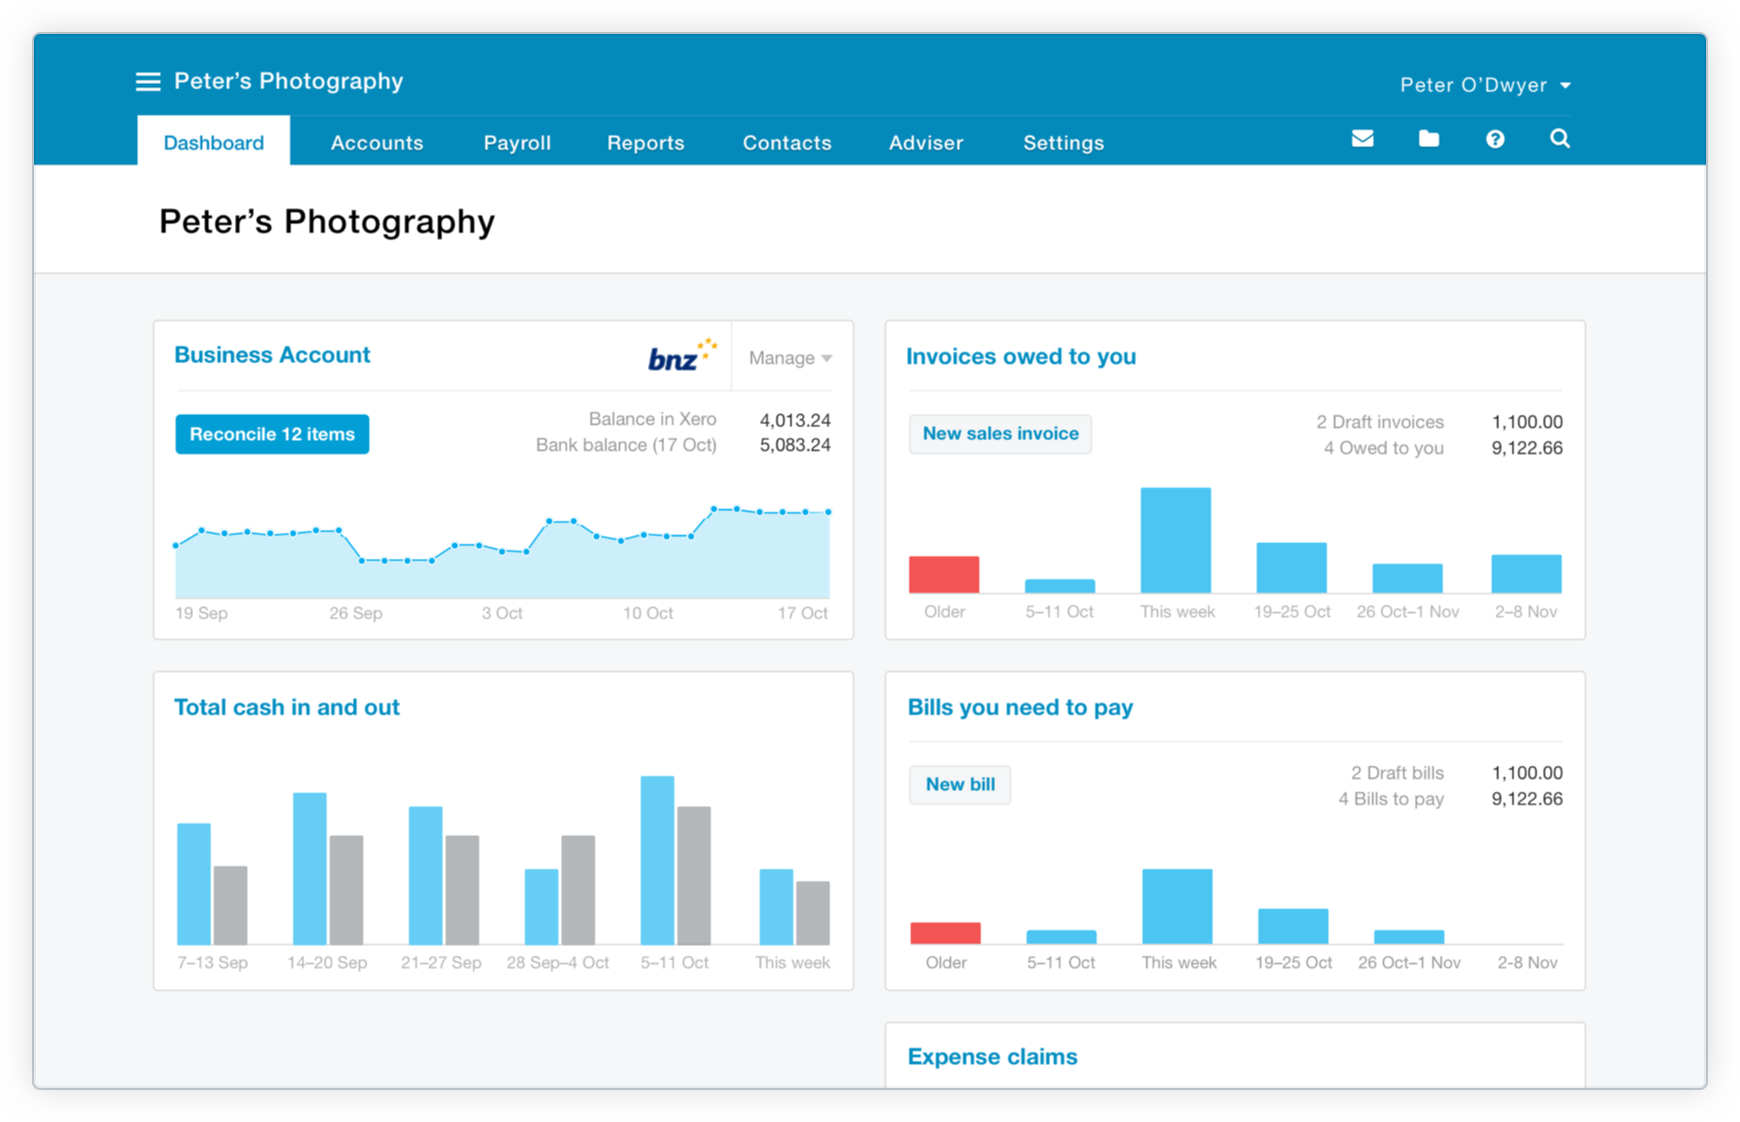 Peter’s Photography
Peter O’Dwyer
Dashboard Accounts Payroll Reports Contacts Adviser Settings
Peter’s Photography
Business Account
bnz
Manage
Reconcile 12 items
Balance in Xero 4,013.24
Bank balance (17 Oct) 5,083.24
19 Sep 26 Sep 3 Oct 10 Oct 17 Oct
Invoices owed to you
New sales invoice
2 Draft invoices 1,100.00
4 Owed to you 9,122.66
Older 5–11 Oct This week 19–25 Oct 26 Oct–1 Nov 2–8 Nov
Total cash in and out
7–13 Sep 14–20 Sep 21–27 Sep 28 Sep–4 Oct 5–11 Oct This week
Bills you need to pay
New bill
2 Draft bills 1,100.00
4 Bills to pay 9,122.66
Older 5–11 Oct This week 19–25 Oct 26 Oct–1 Nov 2-8 Nov
Expense claims